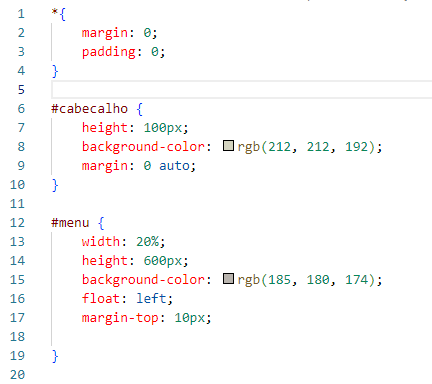 1 *{
2     margin: 0;
3     padding: 0;
4 }
5
6 #cabecalho {
7     height: 100px;
8     background-color: rgb(212, 212, 192);
9     margin: 0 auto;
10 }
11
12 #menu {
13     width: 20%;
14     height: 600px;
15     background-color: rgb(185, 180, 174);
16     float: left;
17     margin-top: 10px;
18
19 }
20